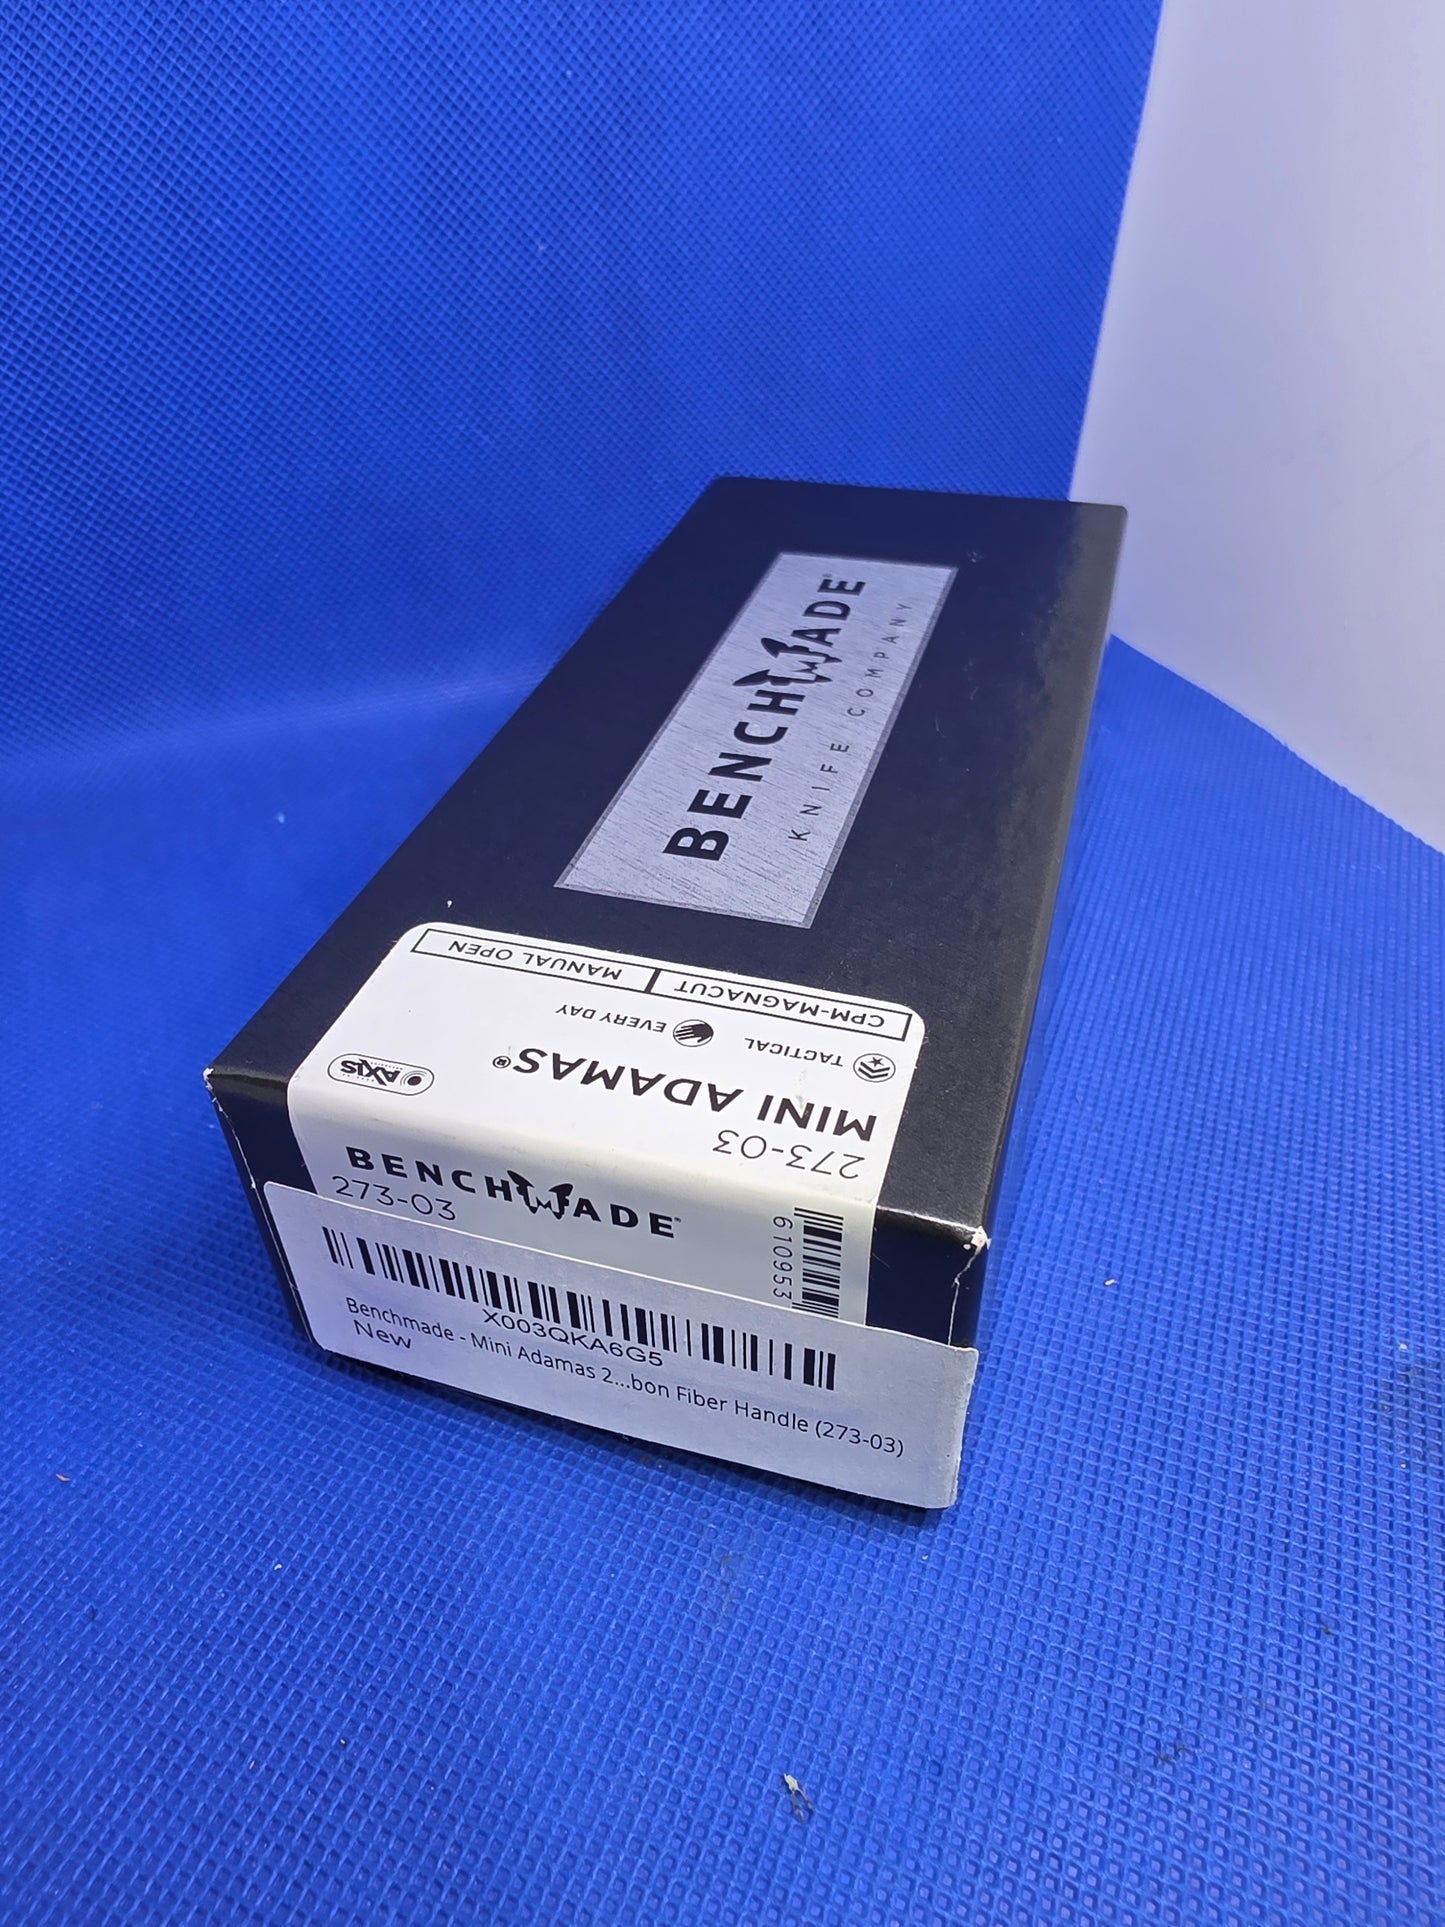 BENCHMADE
KNIFE COMPANY
CPM-MAGNACUT MANUAL OPEN
TACTICAL EVERY DAY
MINI ADAMAS®
AXIS
273-03
BENCHMADE
273-03
610953
X003QKA6G5
Benchmade - Mini Adamas 2...bon Fiber Handle (273-03)
New